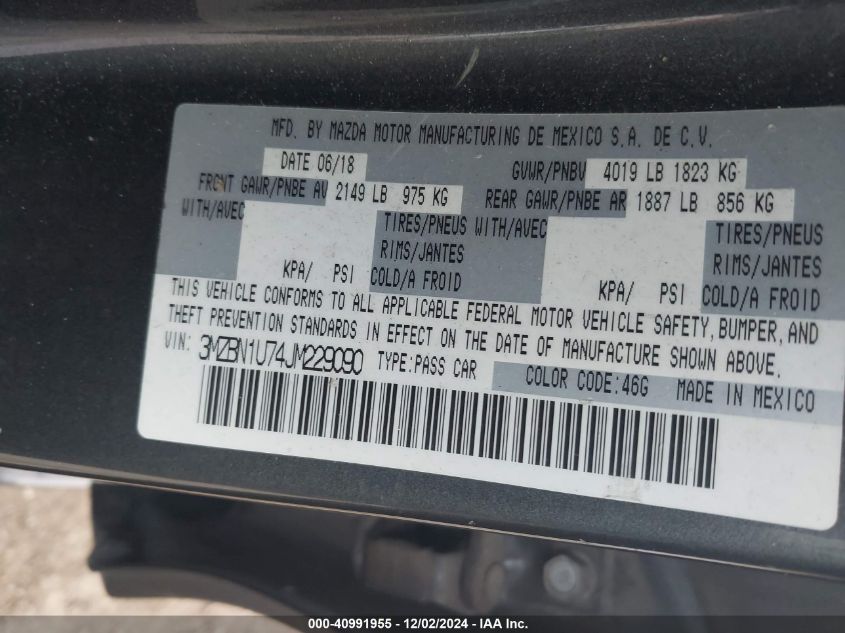 MFD. BY MAZDA MOTOR MANUFACTURING DE MEXICO S.A. DE C.V.
DATE 06/18 GVWR/PNBV 4019 LB 1823 KG
FRONT GAWR/PNBE AV 2149 LB 975 KG REAR GAWR/PNBE AR 1887 LB 856 KG
WITH/AVEC TIRES/PNEUS WITH/AVEC TIRES/PNEUS
RIMS/JANTES RIMS/JANTES
KPA/ PSI COLD/A FROID KPA/ PSI COLD/A FROID
THIS VEHICLE CONFORMS TO ALL APPLICABLE FEDERAL MOTOR VEHICLE SAFETY, BUMPER, AND
THEFT PREVENTION STANDARDS IN EFFECT ON THE DATE OF MANUFACTURE SHOWN ABOVE.
VIN: 3MZBN1U74JM229090 TYPE:PASS CAR
COLOR CODE:46G MADE IN MEXICO
000-40991955 - 12/02/2024 - IAA Inc.